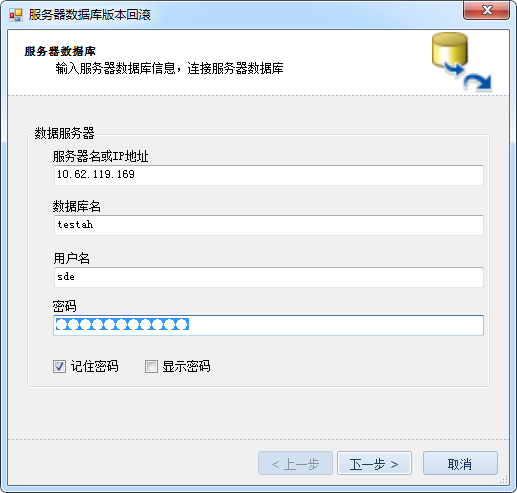 服务器数据库版本回滚
服务器数据库
输入服务器数据库信息，连接服务器数据库
数据服务器
服务器名或IP地址
10.62.119.169
数据库名
testah
用户名
sde
密码
●●●●●●●●●●●
记住密码 显示密码
< 上一步 下一步 > 取消